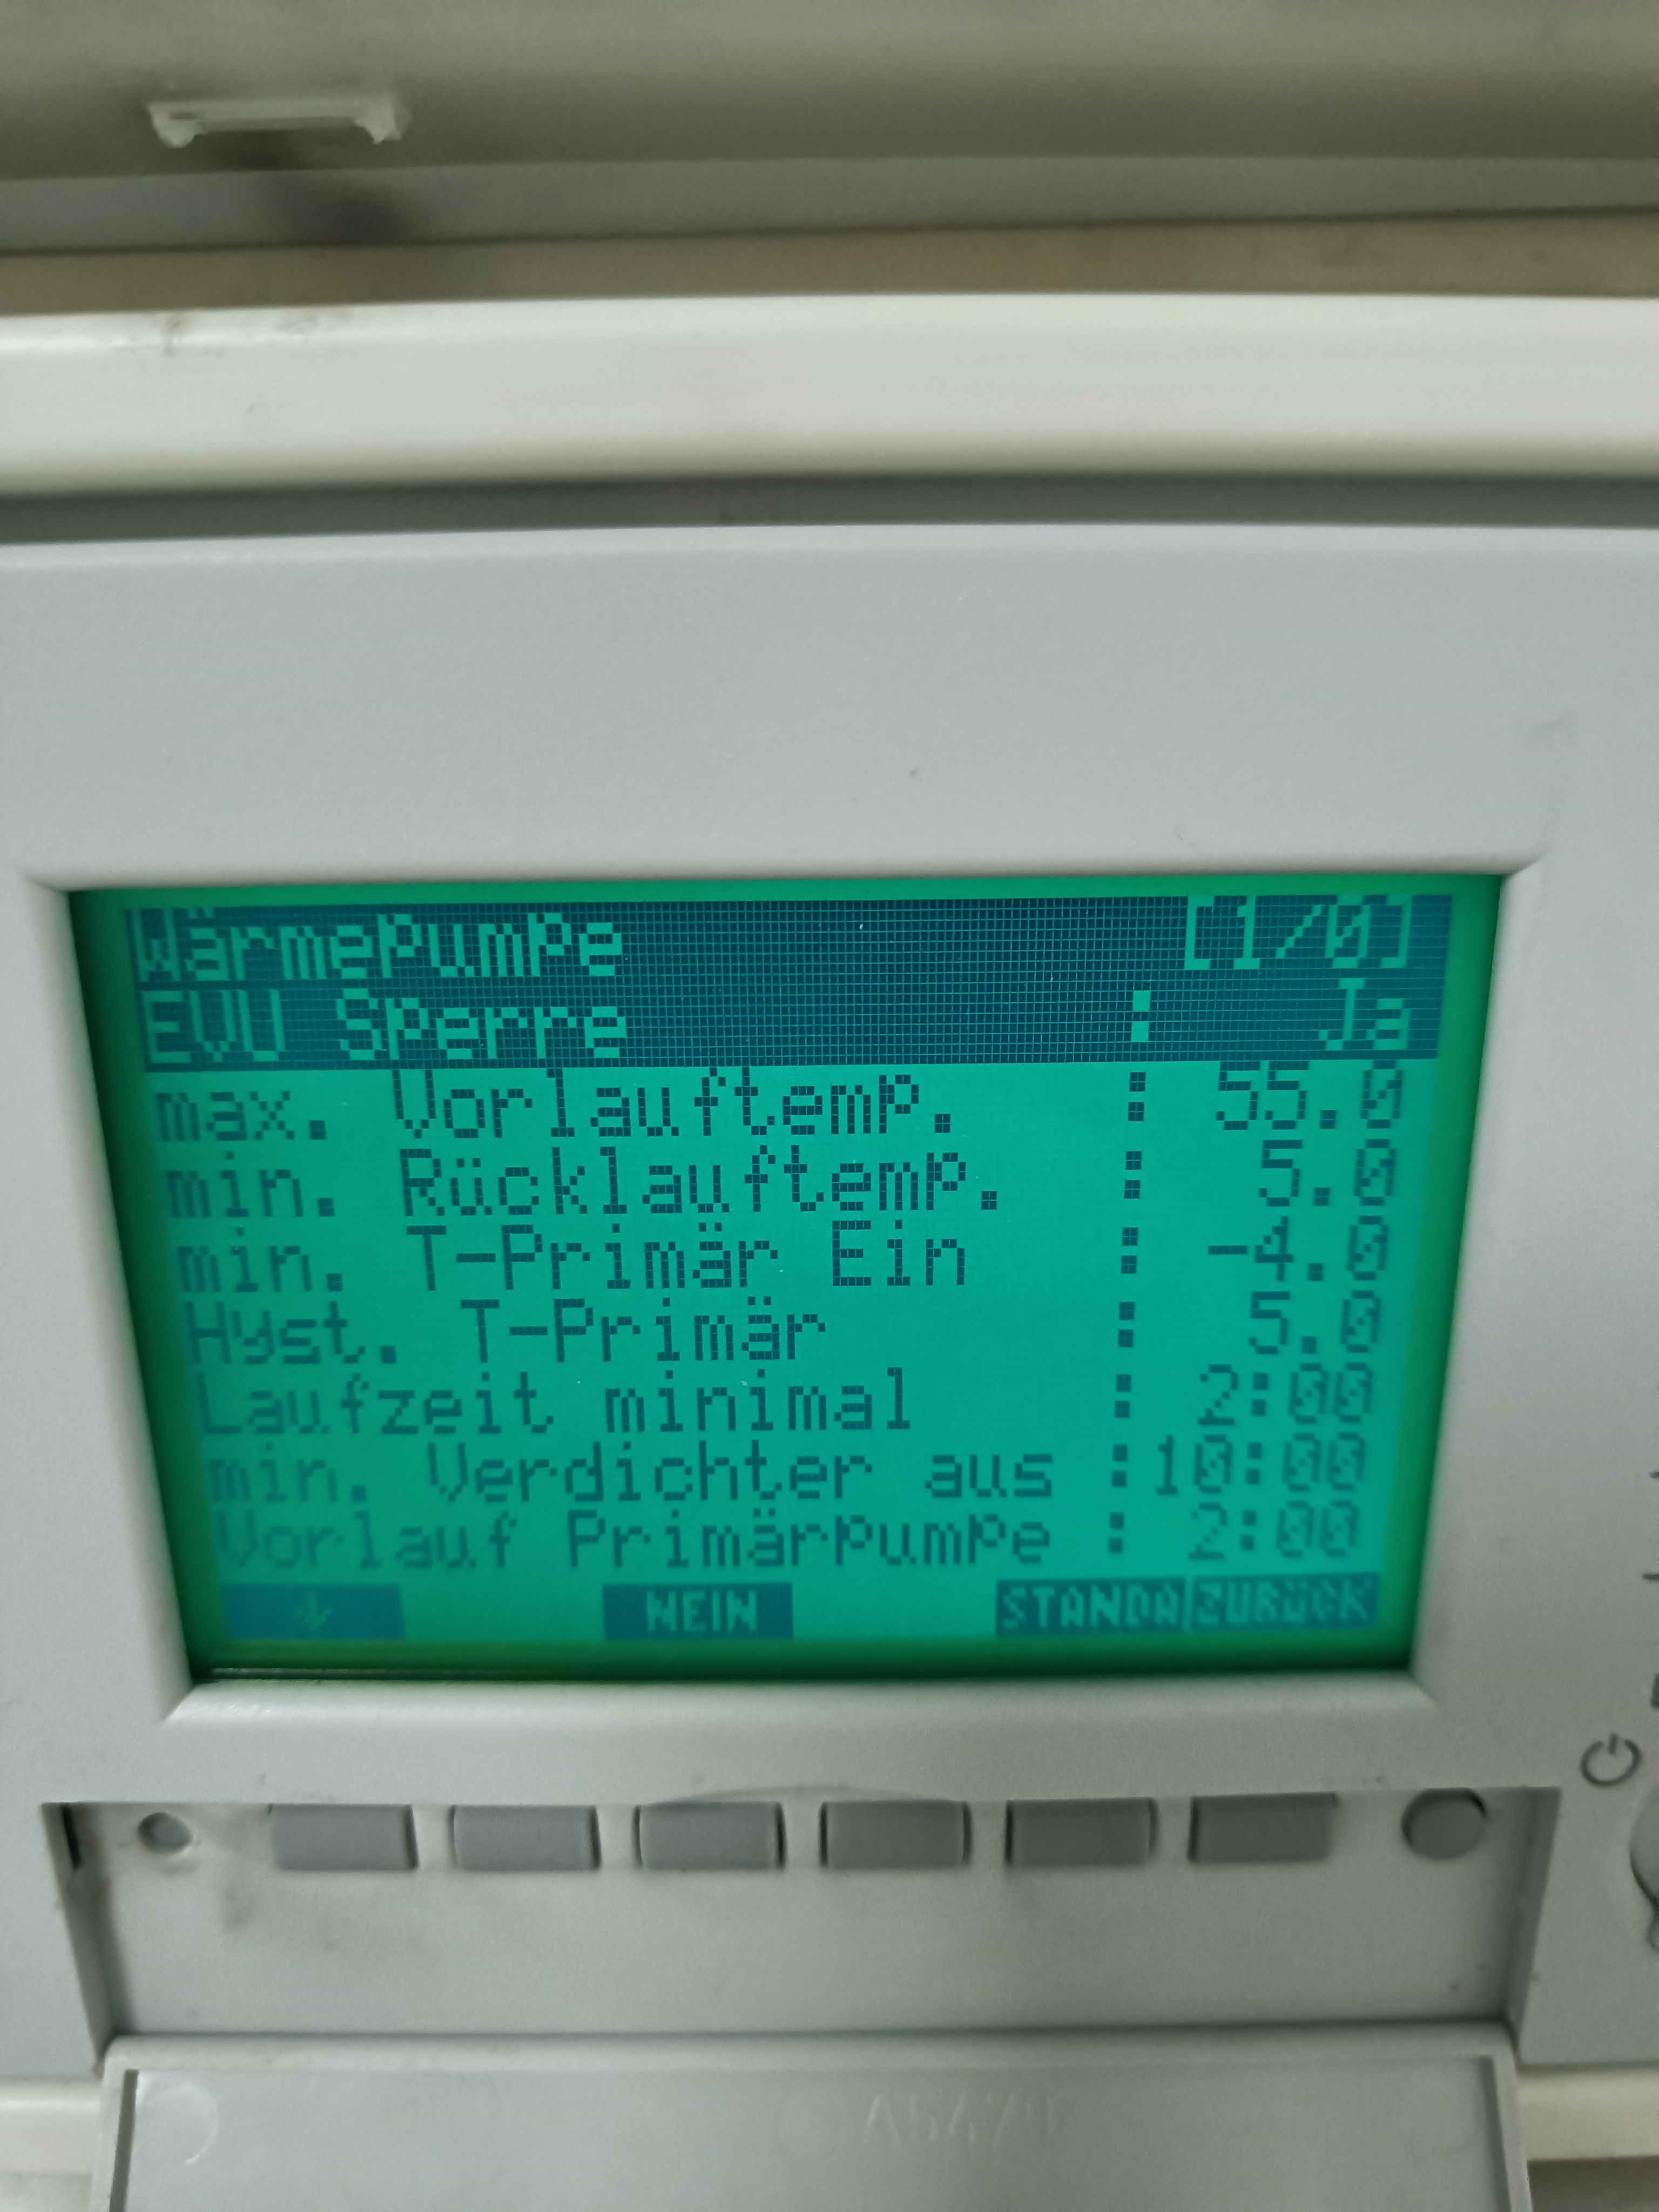 Wärmepumpe [1/0]
EVU Sperre : Ja
max. Vorlauftemp. : 55.0
min. Rücklauftemp. : 5.0
min. T-Primär Ein : -4.0
Hyst. T-Primär : 5.0
Laufzeit minimal : 2:00
min. Verdichter aus :10:00
Vorlauf Primärpumpe : 2:00
↓ NEIN STANDA ZURÜCK
A5479